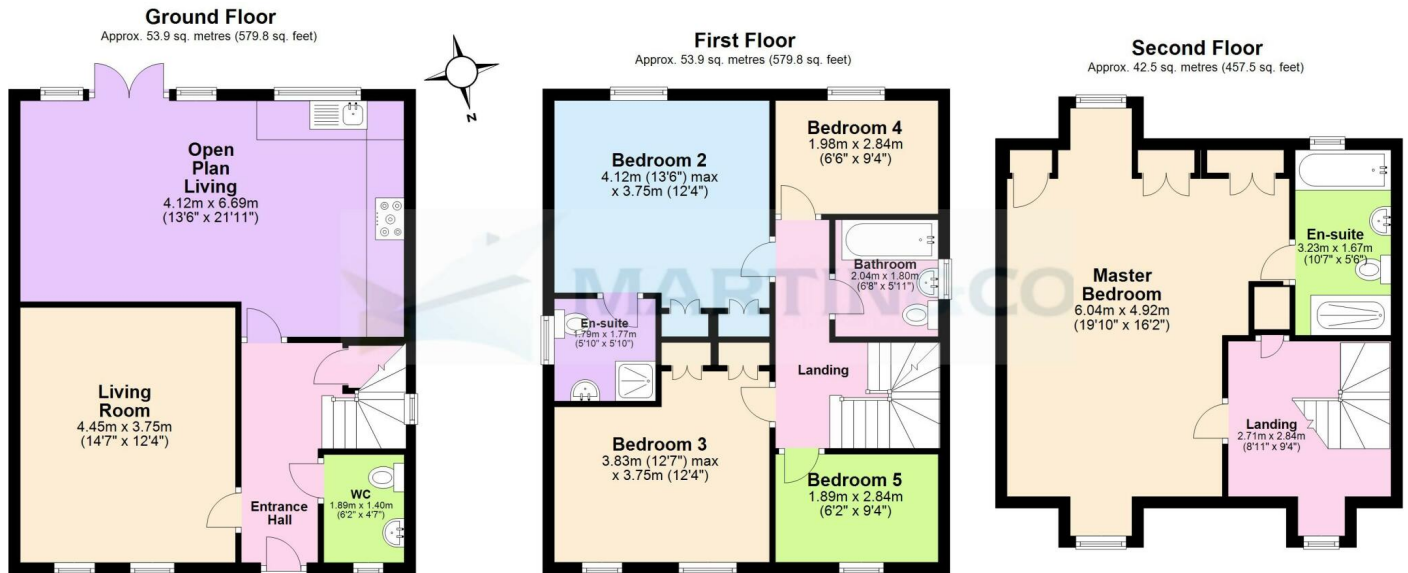 Ground Floor
Approx. 53.9 sq. metres (579.8 sq. feet)
Open
Plan
Living
4.12m x 6.69m
(13'6" x 21'11")
Living
Room
4.45m x 3.75m
(14'7" x 12'4")
Entrance
Hall
WC
1.89m x 1.40m
(6'2" x 4'7")
N
First Floor
Approx. 53.9 sq. metres (579.8 sq. feet)
Bedroom 2
4.12m (13'6") max
x 3.75m (12'4")
Bedroom 4
1.98m x 2.84m
(6'6" x 9'4")
Bathroom
2.04m x 1.80m
(6'8" x 5'11")
En-suite
1.79m x 1.77m
(5'10" x 5'10")
Landing
Bedroom 3
3.83m (12'7") max
x 3.75m (12'4")
Bedroom 5
1.89m x 2.84m
(6'2" x 9'4")
Second Floor
Approx. 42.5 sq. metres (457.5 sq. feet)
Master
Bedroom
6.04m x 4.92m
(19'10" x 16'2")
En-suite
3.23m x 1.67m
(10'7" x 5'6")
Landing
2.71m x 2.84m
(8'11" x 9'4")
MARTIN&CO